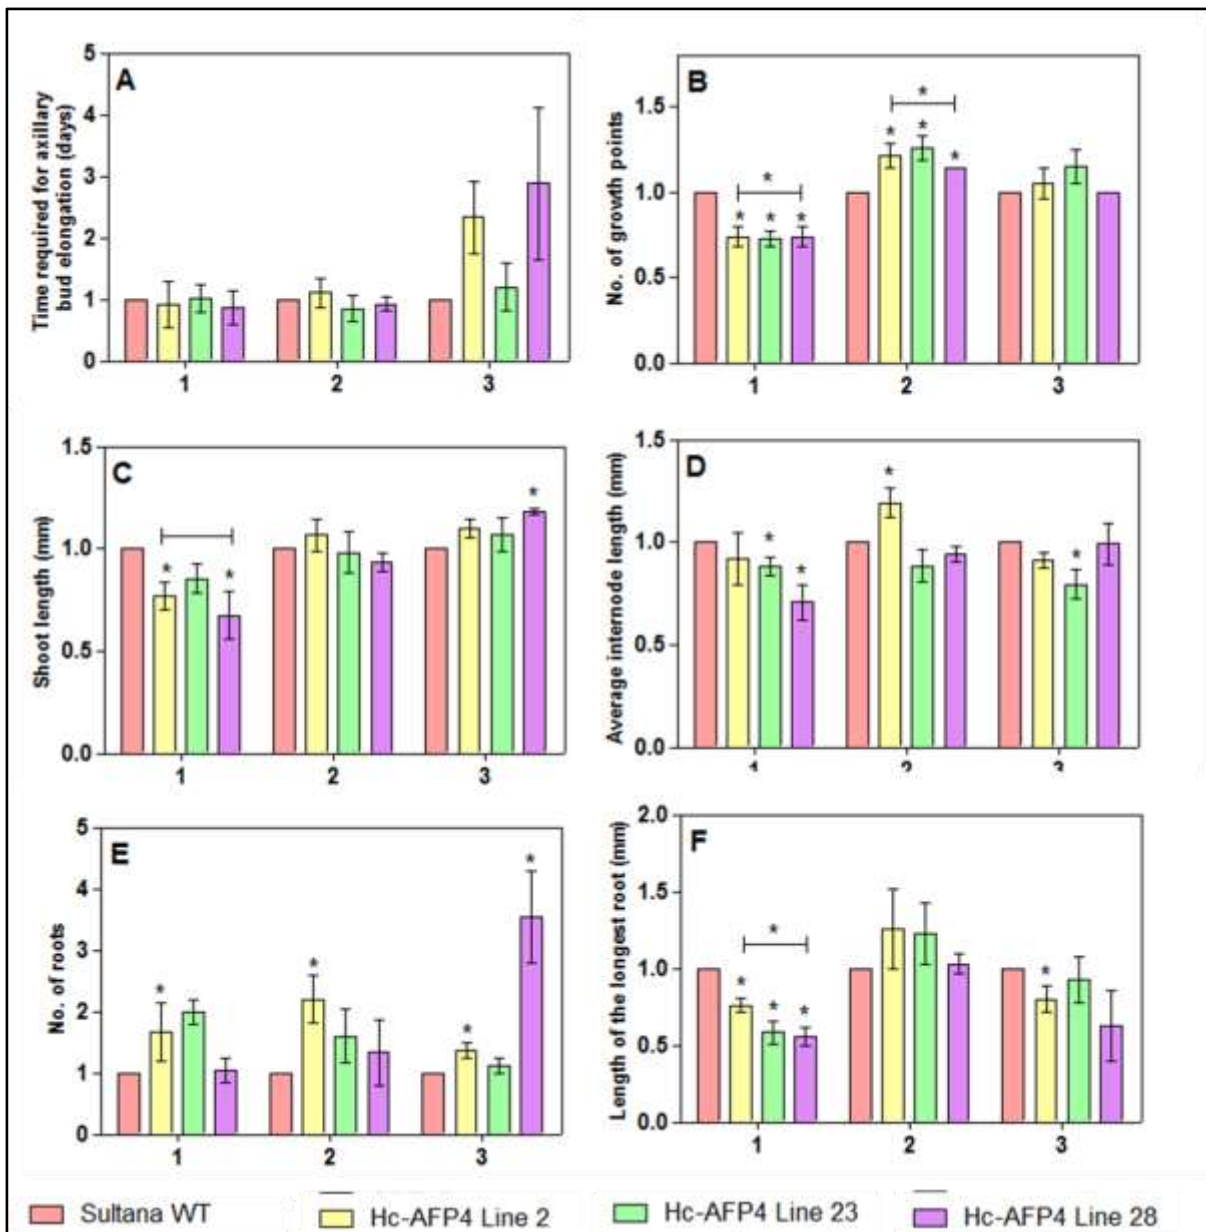 A
Time required for axillary
bud elongation (days)
5
4
3
2
1
0
1 2 3
B
No. of growth points
1.5
1.0
0.5
0.0
* * * *
* * * *
1 2 3
C
Shoot length (mm)
1.5
1.0
0.5
0.0
* * *
1 2 3
D
Average internode length (mm)
1.5
1.0
0.5
0.0
* * * *
1 2 3
E
No. of roots
5
4
3
2
1
0
* * * *
1 2 3
F
Length of the longest root (mm)
2.0
1.5
1.0
0.5
0.0
* * * * *
1 2 3
Sultana WT
Hc-AFP4 Line 2
Hc-AFP4 Line 23
Hc-AFP4 Line 28